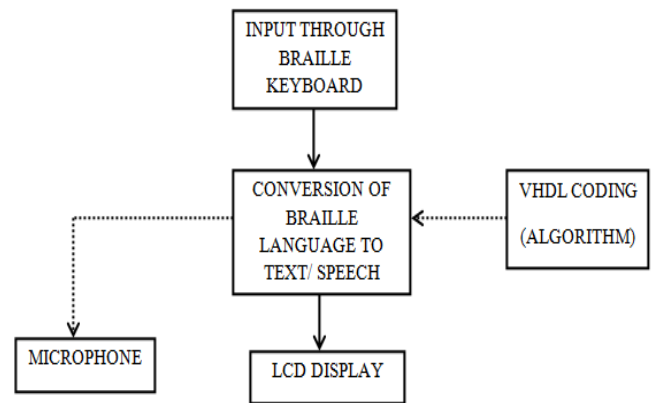 INPUT THROUGH
BRAILLE
KEYBOARD
CONVERSION OF
BRAILLE
LANGUAGE TO
TEXT/ SPEECH
VHDL CODING
(ALGORITHM)
MICROPHONE
LCD DISPLAY